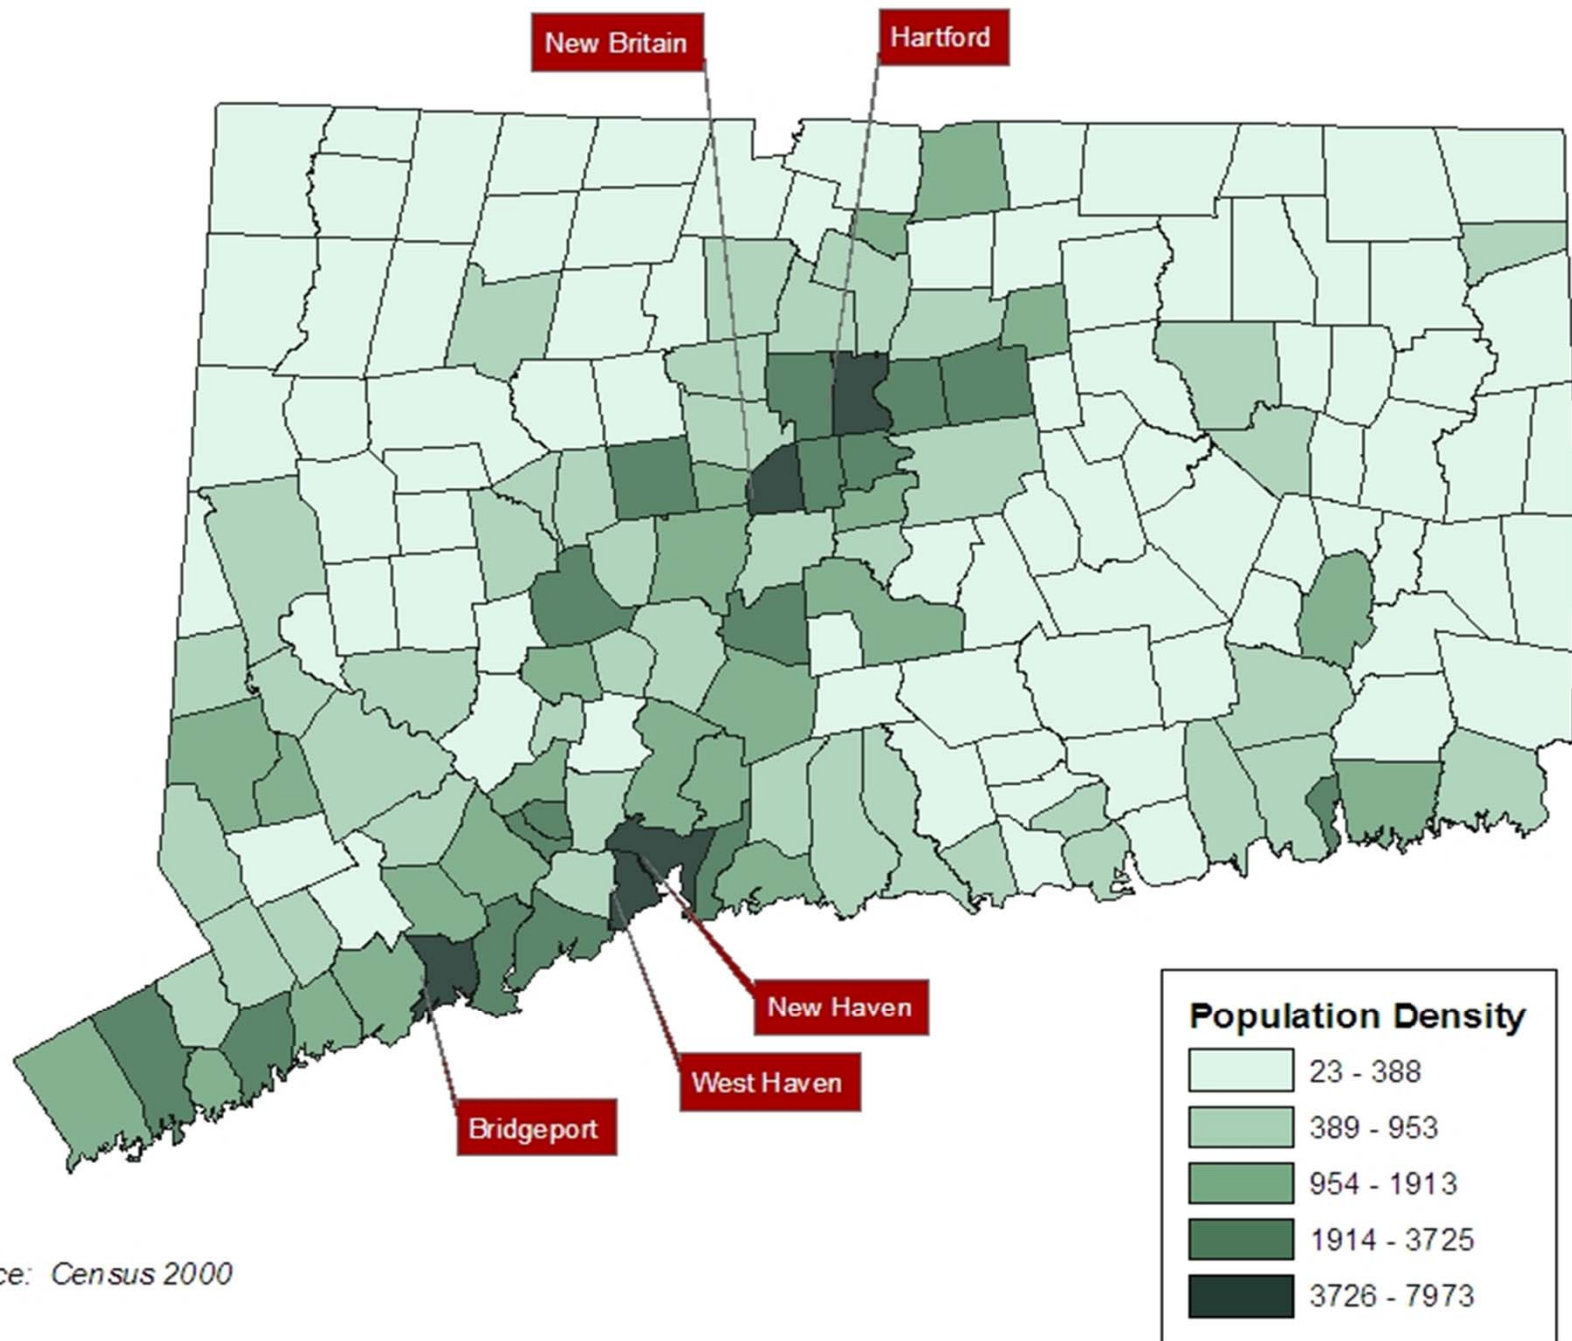 New Britain
Hartford
New Haven
West Haven
Bridgeport
Population Density
23 - 388
389 - 953
954 - 1913
1914 - 3725
3726 - 7973
ce: Census 2000